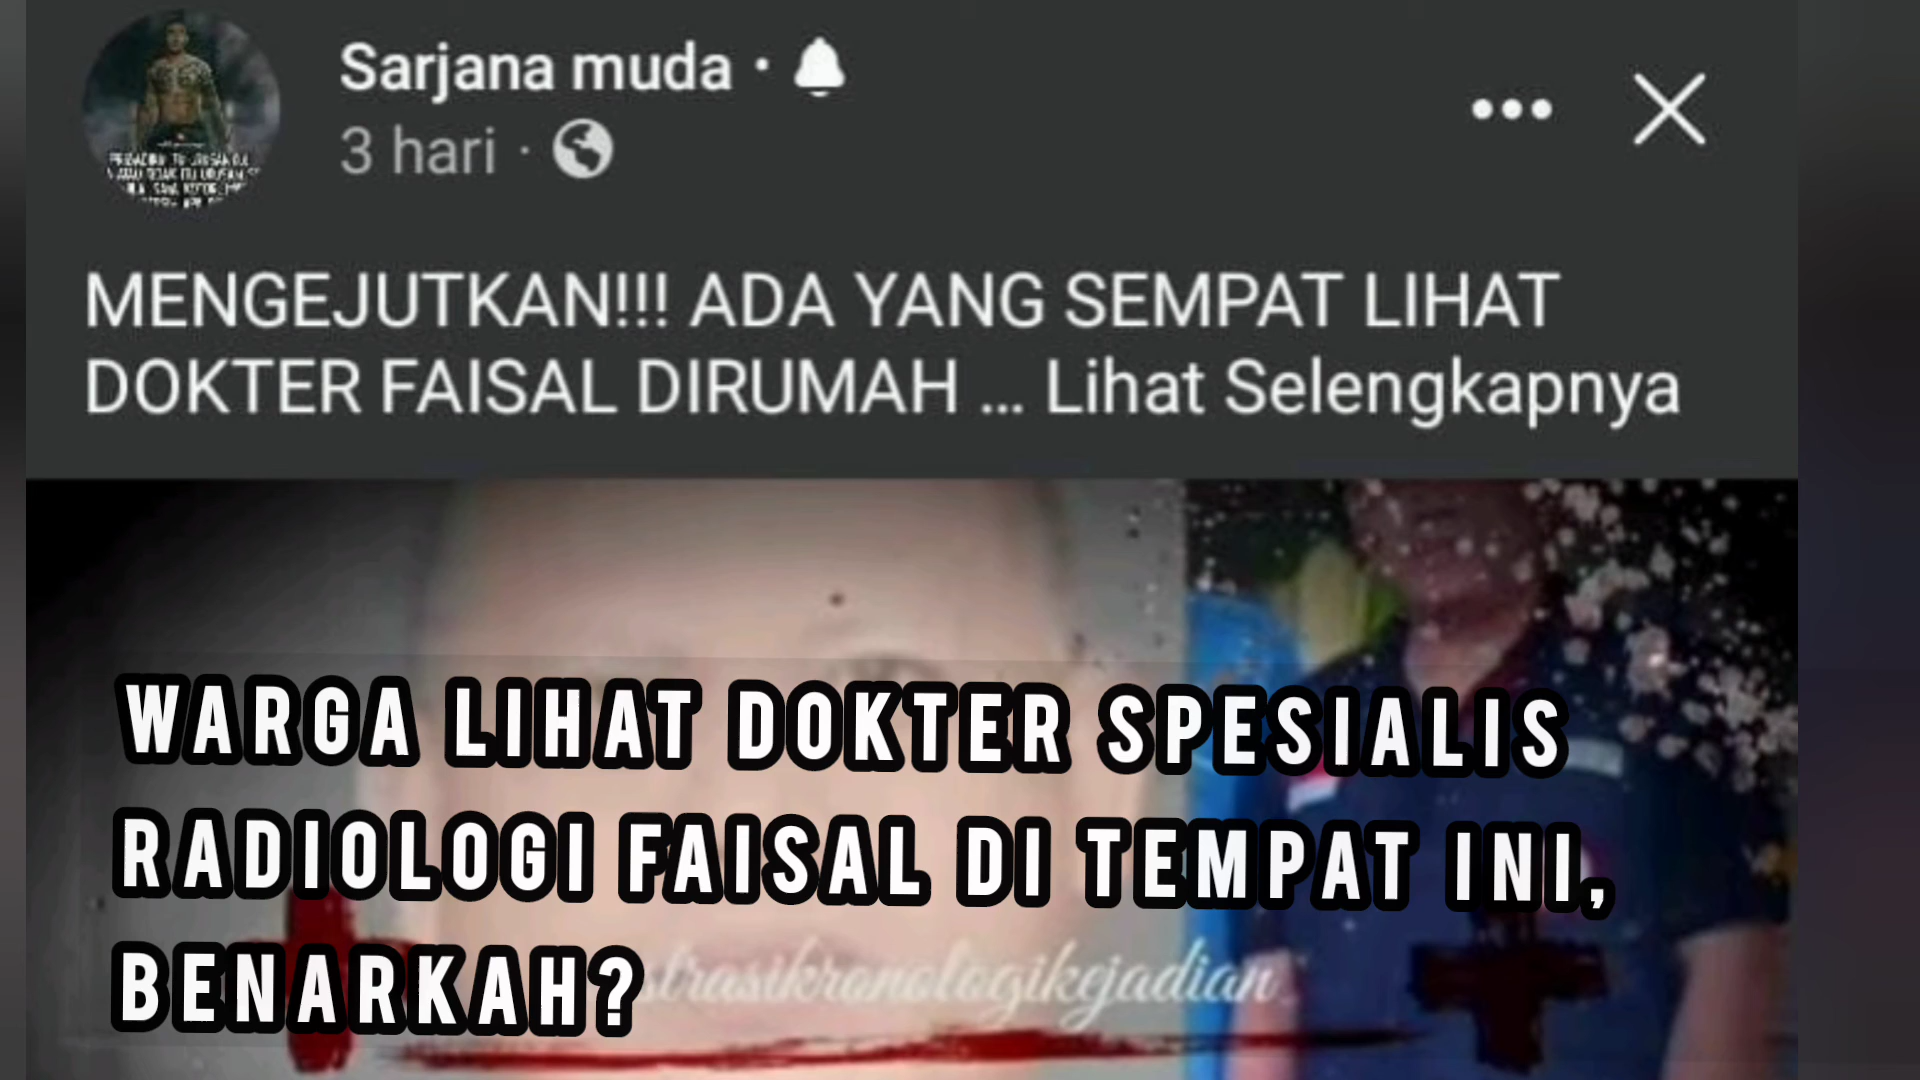 Sarjana muda ·
3 hari ·
MENGEJUTKAN!!! ADA YANG SEMPAT LIHAT
DOKTER FAISAL DIRUMAH ... Lihat Selengkapnya
WARGA LIHAT DOKTER SPESIALIS
RADIOLOGI FAISAL DI TEMPAT INI,
BENARKAH?